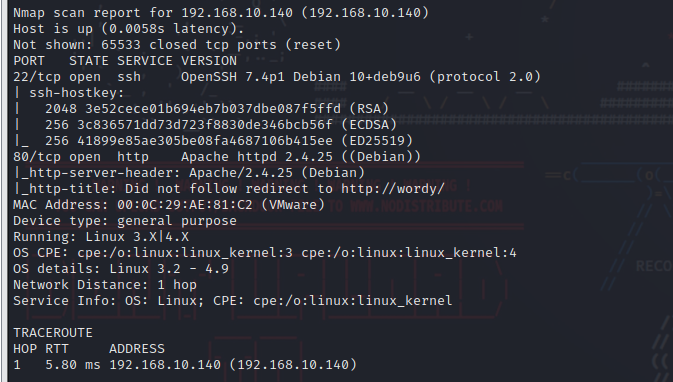 Nmap scan report for 192.168.10.140 (192.168.10.140)
Host is up (0.0058s latency).
Not shown: 65533 closed tcp ports (reset)
PORT   STATE SERVICE VERSION
22/tcp open  ssh     OpenSSH 7.4p1 Debian 10+deb9u6 (protocol 2.0)
| ssh-hostkey:
|   2048 3e52cece01b694eb7b037dbe087f5ffd (RSA)
|   256 3c836571dd73d723f8830de346bcb56f (ECDSA)
|_  256 41899e85ae305be08fa4687106b415ee (ED25519)
80/tcp open  http    Apache httpd 2.4.25 ((Debian))
|_http-server-header: Apache/2.4.25 (Debian)
|_http-title: Did not follow redirect to http://wordy/
MAC Address: 00:0C:29:AE:81:C2 (VMware)
TO WWW.NODISTRIBUTE.COM
Device type: general purpose
Running: Linux 3.X|4.X
OS CPE: cpe:/o:linux:linux_kernel:3 cpe:/o:linux:linux_kernel:4
OS details: Linux 3.2 - 4.9
RECO
Network Distance: 1 hop
Service Info: OS: Linux; CPE: cpe:/o:linux:linux_kernel
TRACEROUTE
HOP RTT     ADDRESS
1   5.80 ms 192.168.10.140 (192.168.10.140)